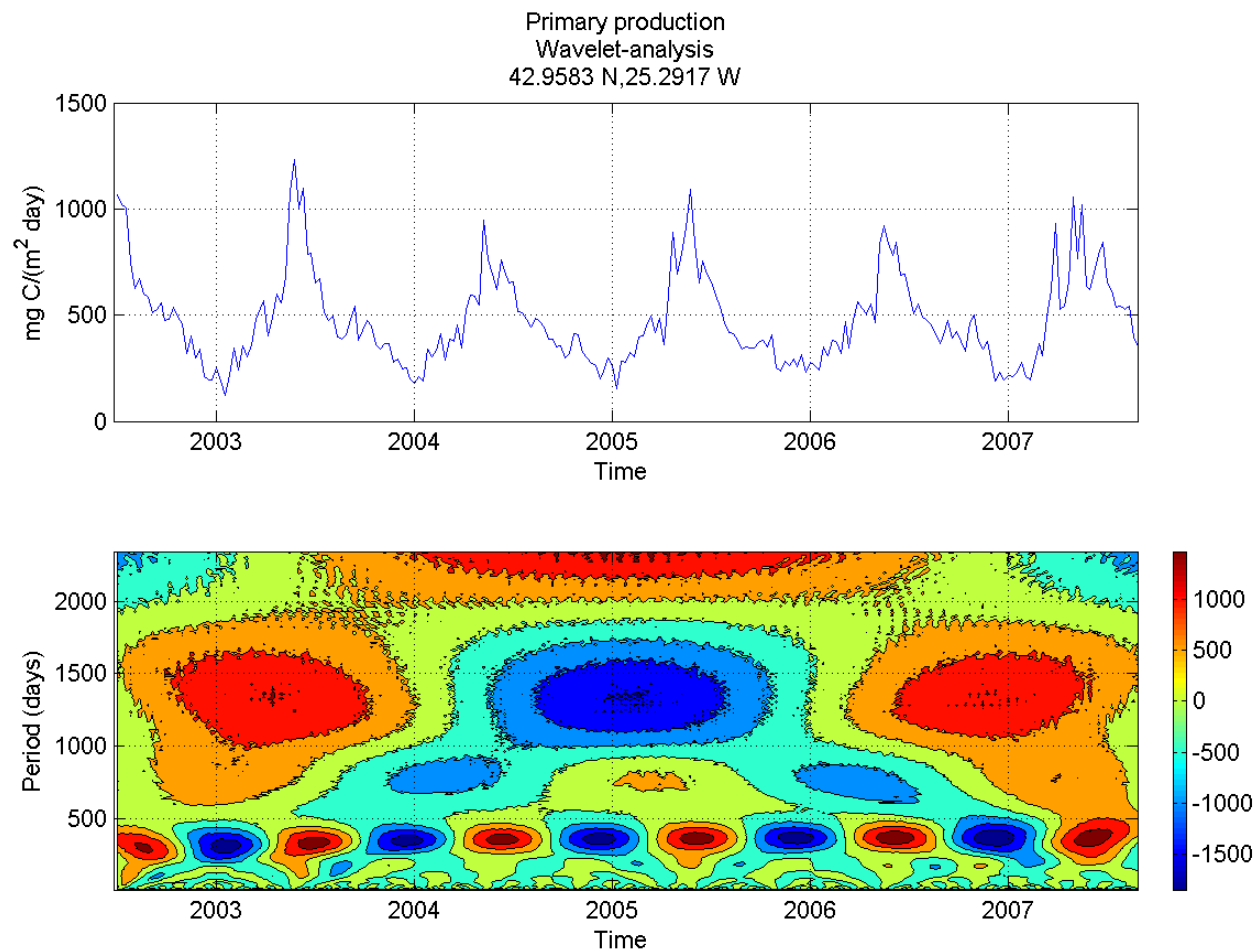 Primary production
Wavelet-analysis
42.9583 N,25.2917 W
1500
1000
500
0
mg C/(m² day)
2003 2004 2005 2006 2007
Time
2000
1500
1000
500
Period (days)
2003 2004 2005 2006 2007
Time
1000
500
0
-500
-1000
-1500